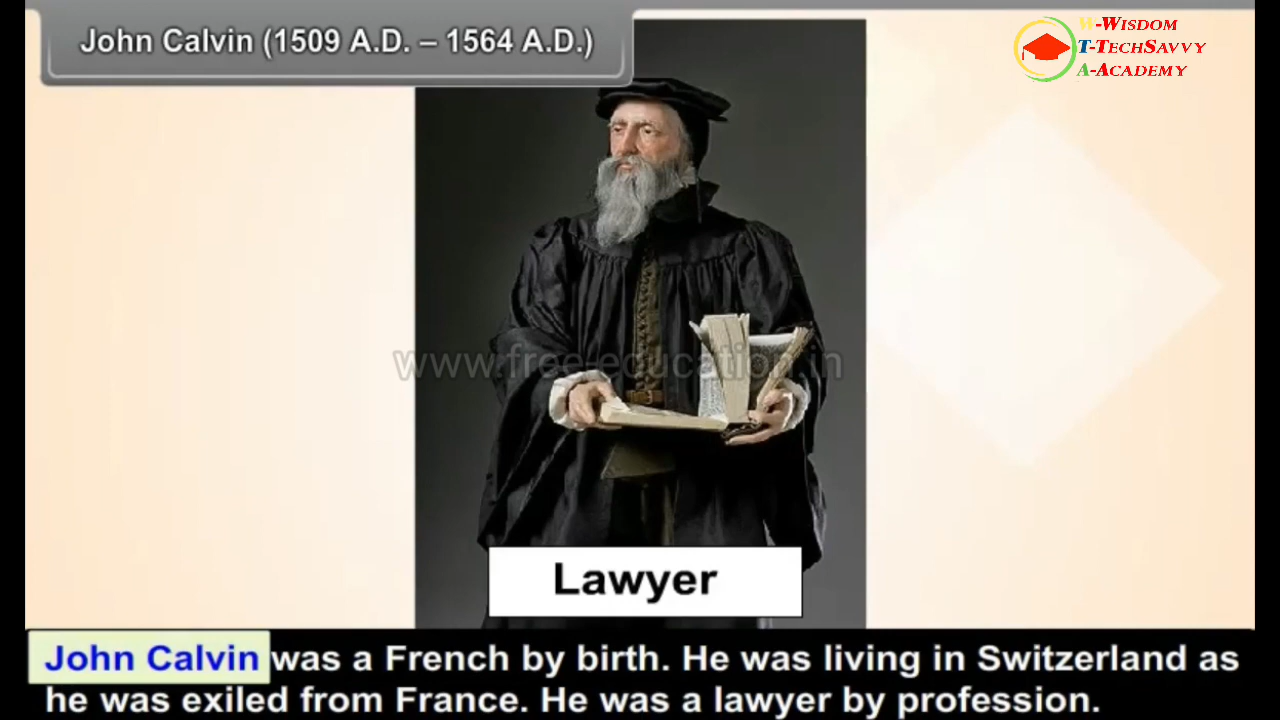 John Calvin (1509 A.D. – 1564 A.D.)
W-Wisdom
T-TechSavvy
A-Academy
www.free-education.in
Lawyer
John Calvin was a French by birth. He was living in Switzerland as
he was exiled from France. He was a lawyer by profession.